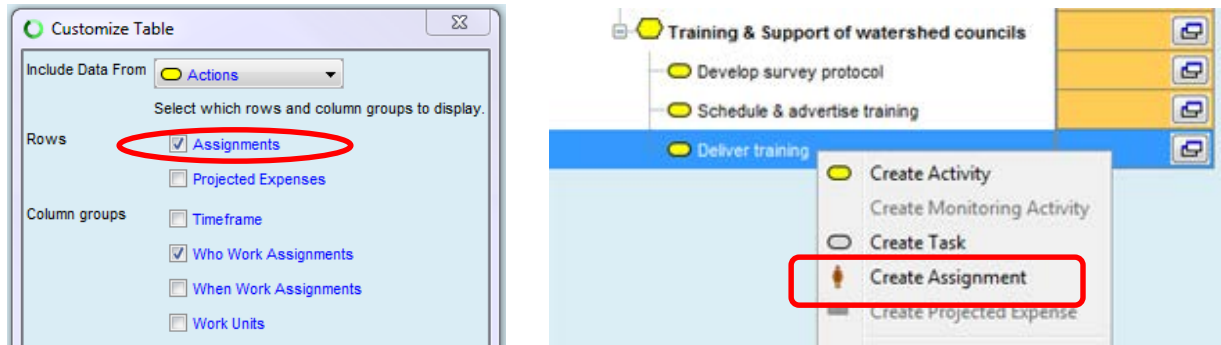 Customize Table
Include Data From Actions
Select which rows and column groups to display.
Rows Assignments
Projected Expenses
Column groups Timeframe
Who Work Assignments
When Work Assignments
Work Units
Training & Support of watershed councils
Develop survey protocol
Schedule & advertise training
Deliver training
Create Activity
Create Monitoring Activity
Create Task
Create Assignment
Create Projected Expense